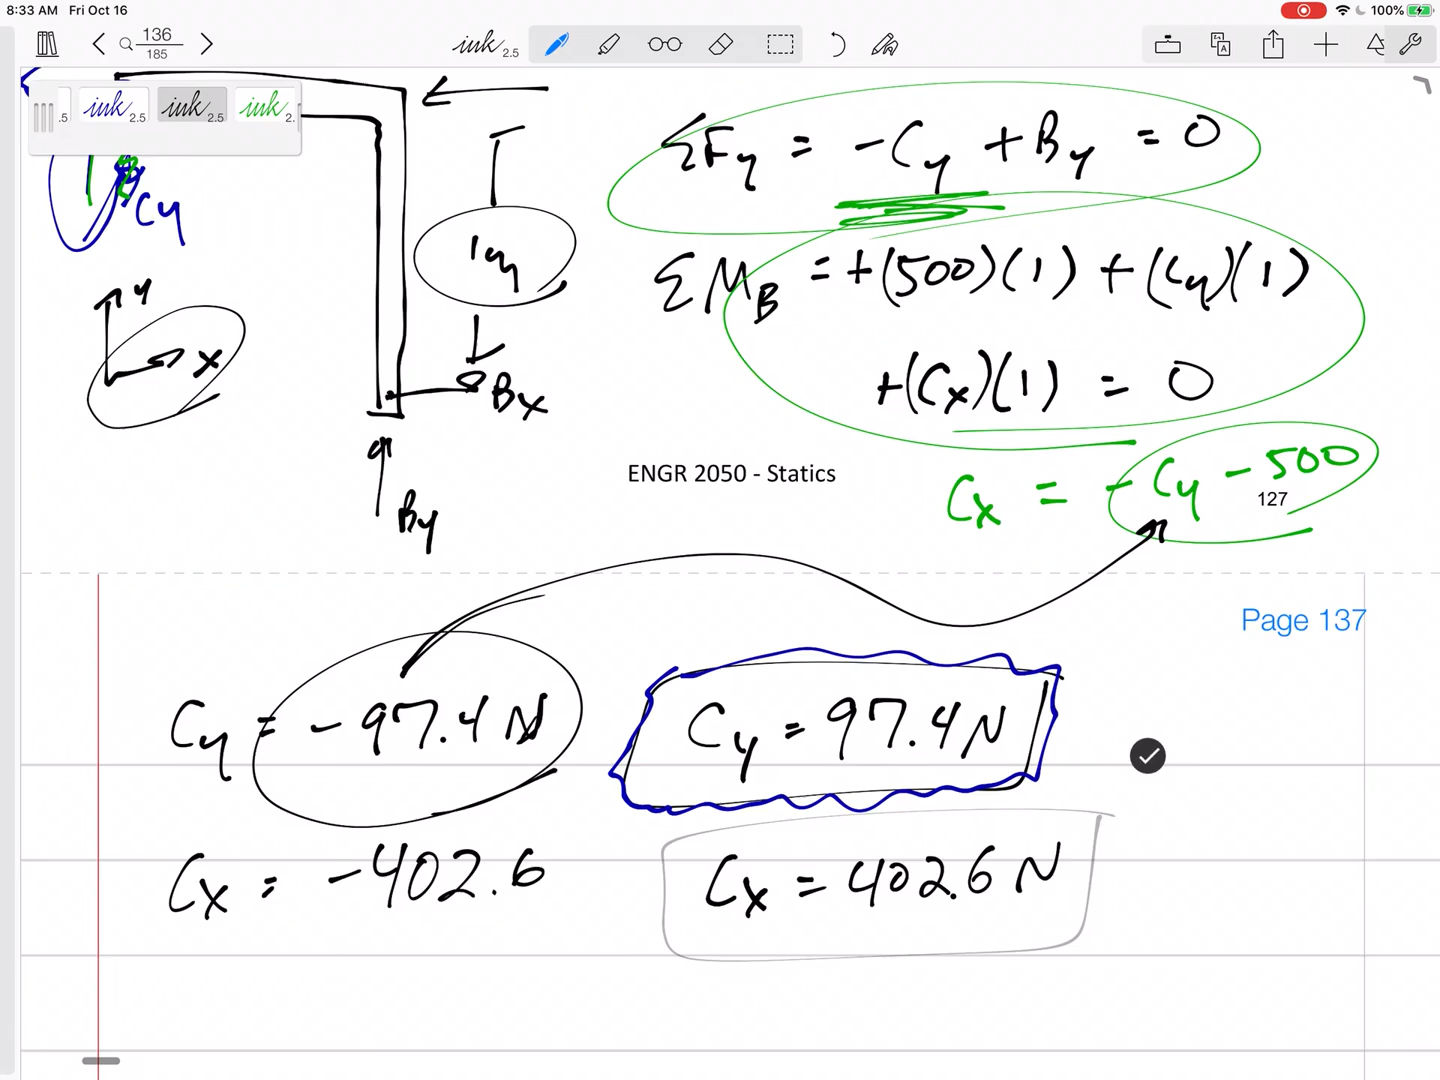 8:33 AM Fri Oct 16
100%
136
185
ink 2.5
.5
ink 2.5
ink 2.5
ink 2.
ΣFy = -Cy + By = 0
Cy
1m
ΣM_B = +(500)(1) + (Cy)(1)
y
x
+(Cx)(1) = 0
Bx
ENGR 2050 - Statics
Cx = -Cy - 500
127
By
Page 137
Cy = -97.4 N
Cy = 97.4 N
Cx = -402.6
Cx = 402.6 N